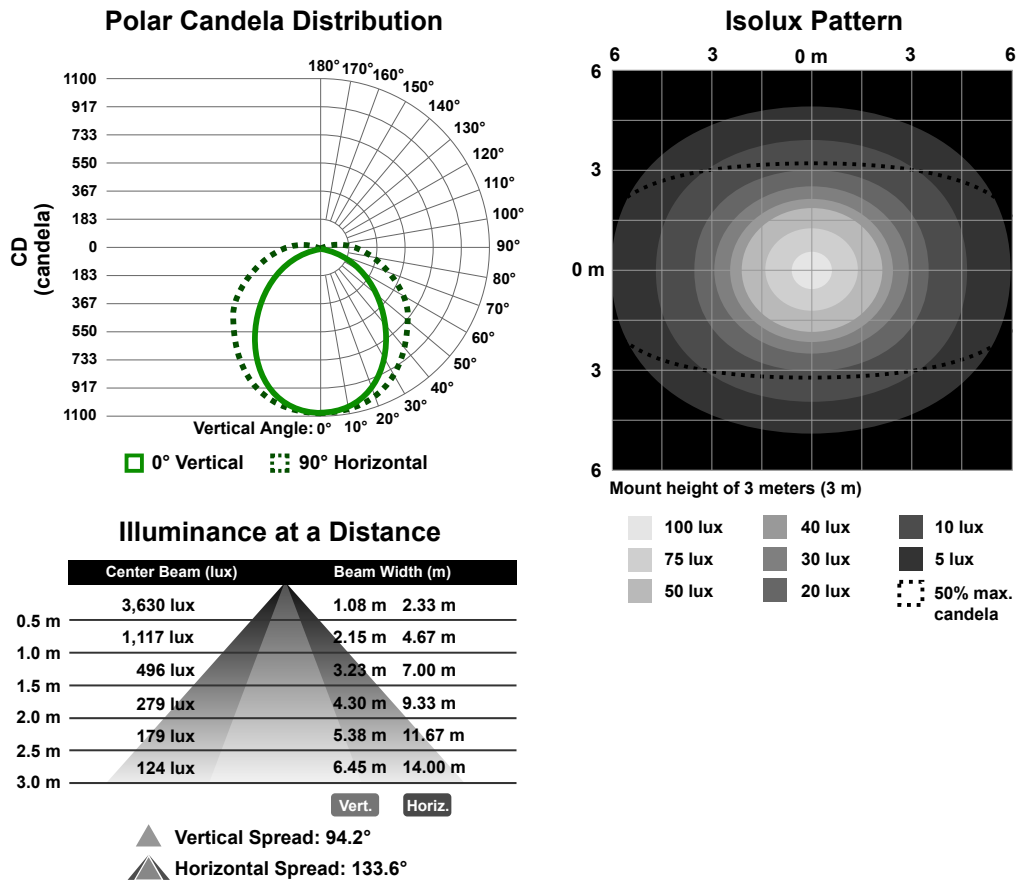 Polar Candela Distribution
1100
917
733
550
367
183
0
183
367
550
733
917
1100
CD
(candela)
180° 170° 160° 150° 140° 130° 120° 110° 100° 90° 80° 70° 60° 50° 40° 30° 20° 10° 0°
Vertical Angle:
0° Vertical 90° Horizontal
Isolux Pattern
6 3 0 m 3 6
6
3
0 m
3
6
Mount height of 3 meters (3 m)
100 lux 40 lux 10 lux
75 lux 30 lux 5 lux
50 lux 20 lux 50% max.
candela
Illuminance at a Distance
Center Beam (lux) Beam Width (m)
3,630 lux 1.08 m 2.33 m
0.5 m
1,117 lux 2.15 m 4.67 m
1.0 m
496 lux 3.23 m 7.00 m
1.5 m
279 lux 4.30 m 9.33 m
2.0 m
179 lux 5.38 m 11.67 m
2.5 m
124 lux 6.45 m 14.00 m
3.0 m
Vert. Horiz.
Vertical Spread: 94.2°
Horizontal Spread: 133.6°